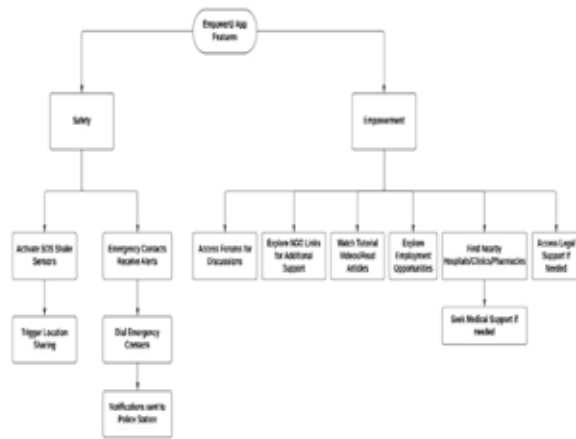 EmpowerU App
Features
Safety
Empowerment
Activate SOS Shake
Sensors
Emergency Contacts
Receive Alerts
Access Forums for
Discussions
Explore NGO Links
for Additional
Support
Watch Tutorial
Videos/Read
Articles
Explore
Employment
Opportunities
Find Nearby
Hospitals/Clinics/Pharmacies
Access Legal
Support if
Needed
Trigger Location
Sharing
Dial Emergency
Contacts
Seek Medical Support if
needed
Notifications sent to
Police Station